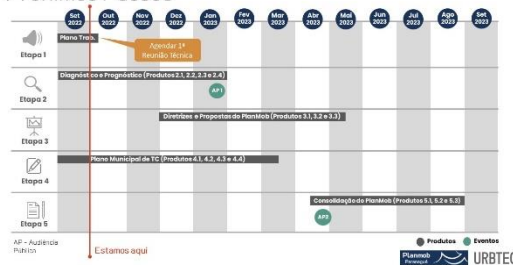 Set 2022 Out 2022 Nov 2022 Dez 2022 Jan 2023 Fev 2023 Mar 2023 Abr 2023 Mai 2023 Jun 2023 Jul 2023 Ago 2023 Set 2023
Plano Trab.
Agendar 1ª
Reunião Técnica
Etapa 1
Diagnóstico e Prognóstico (Produtos 2.1, 2.2, 2.3 e 2.4)
AP1
Etapa 2
Diretrizes e Propostas do PlanMob (Produtos 3.1, 3.2 e 3.3)
Etapa 3
Plano Municipal de TC (Produtos 4.1, 4.2, 4.3 e 4.4)
Etapa 4
Consolidação do PlanMob (Produtos 5.1, 5.2 e 5.3)
AP2
Etapa 5
AP - Audiência
Pública
Estamos aqui
Produtos Eventos
Planmob
URBTEC